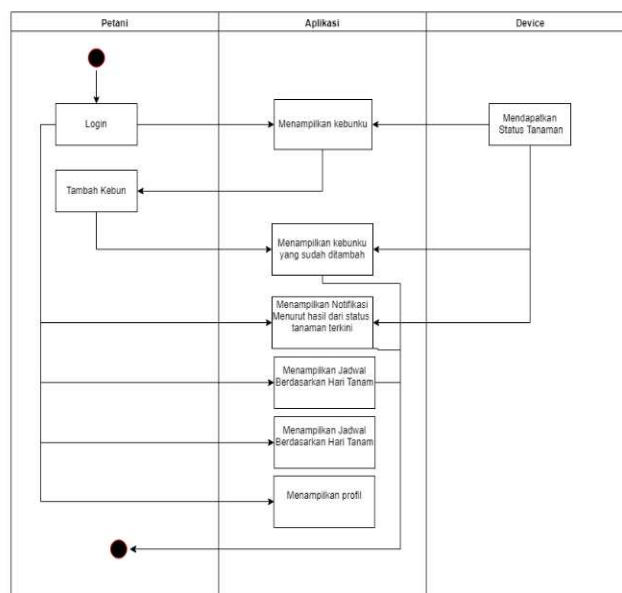 Petani
Aplikasi
Device
Login
Menampilkan kebunku
Mendapatkan
Status Tanaman
Tambah Kebun
Menampilkan kebunku
yang sudah ditambah
Menampilkan Notifikasi
Menurut hasil dari status
tanaman terkini
Menampilkan Jadwal
Berdasarkan Hari Tanam
Menampilkan Jadwal
Berdasarkan Hari Tanam
Menampilkan profil